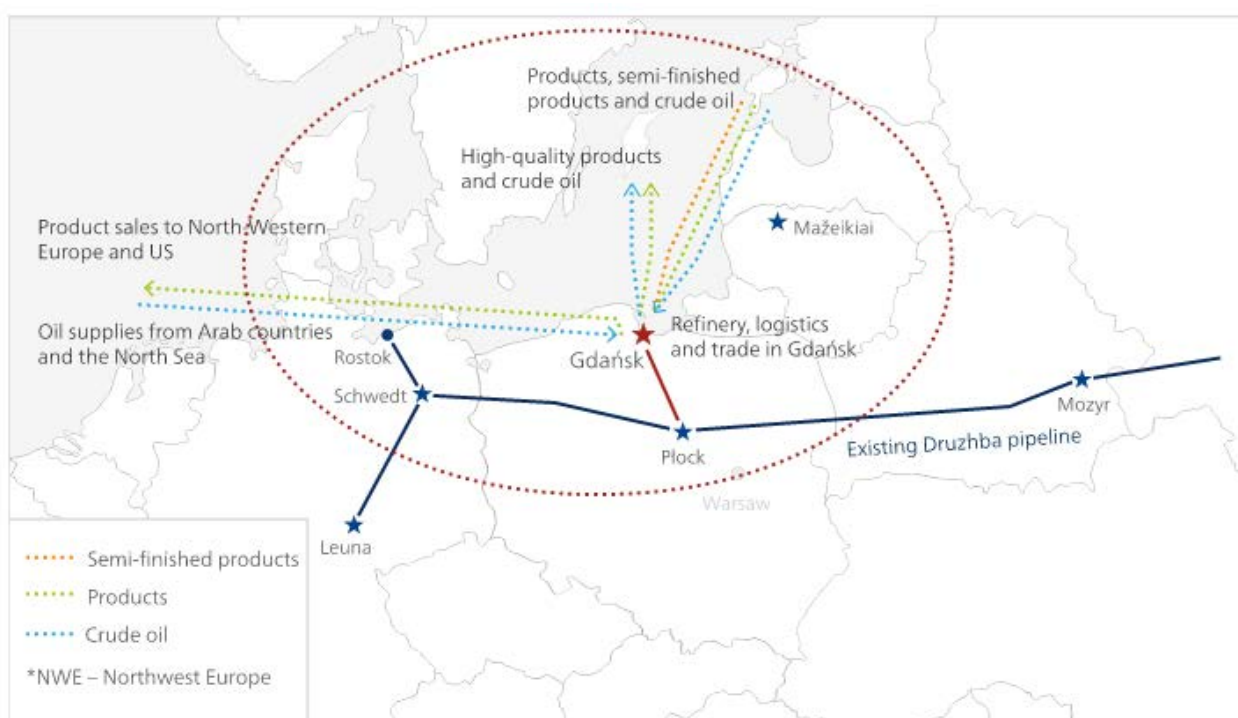 Products, semi-finished
products and crude oil
High-quality products
and crude oil
Mažeikiai
Product sales to North Western
Europe and US
Oil supplies from Arab countries
and the North Sea
Rostok
Gdańsk
Refinery, logistics
and trade in Gdańsk
Schwedt
Mozyr
Płock
Existing Druzhba pipeline
Warsaw
Leuna
Semi-finished products
Products
Crude oil
*NWE – Northwest Europe